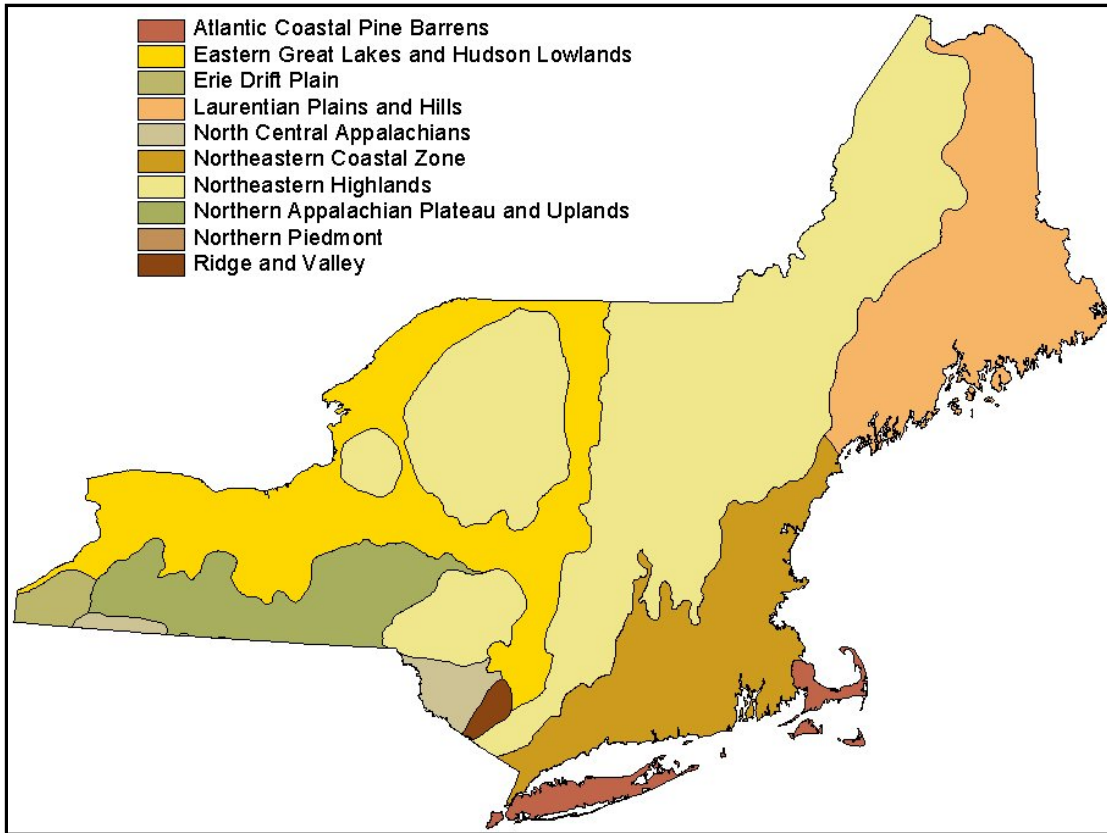 Atlantic Coastal Pine Barrens
Eastern Great Lakes and Hudson Lowlands
Erie Drift Plain
Laurentian Plains and Hills
North Central Appalachians
Northeastern Coastal Zone
Northeastern Highlands
Northern Appalachian Plateau and Uplands
Northern Piedmont
Ridge and Valley